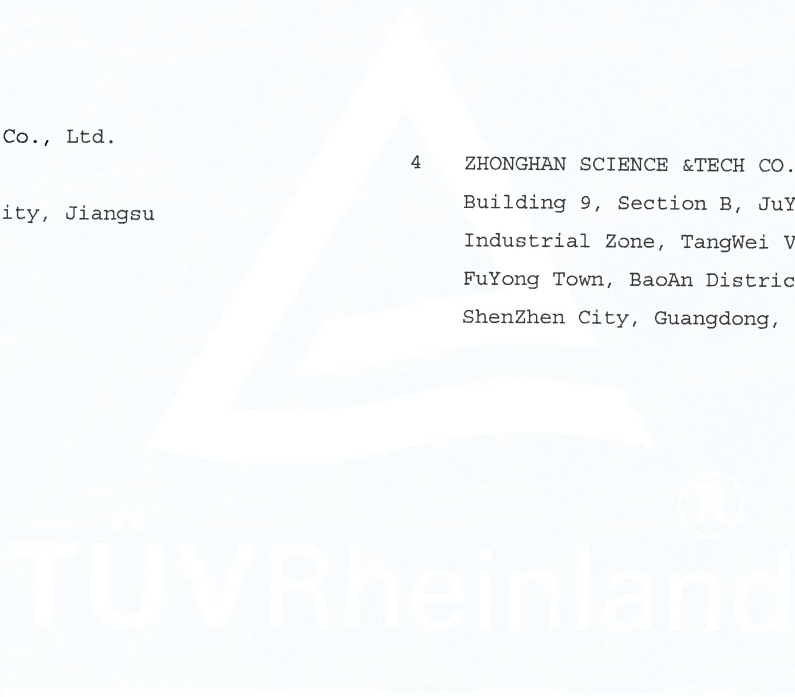 Co., Ltd.
ity, Jiangsu
4 ZHONGHAN SCIENCE &TECH CO.
Building 9, Section B, JuY
Industrial Zone, TangWei V
FuYong Town, BaoAn Distric
ShenZhen City, Guangdong,
®
TÜVRheinland